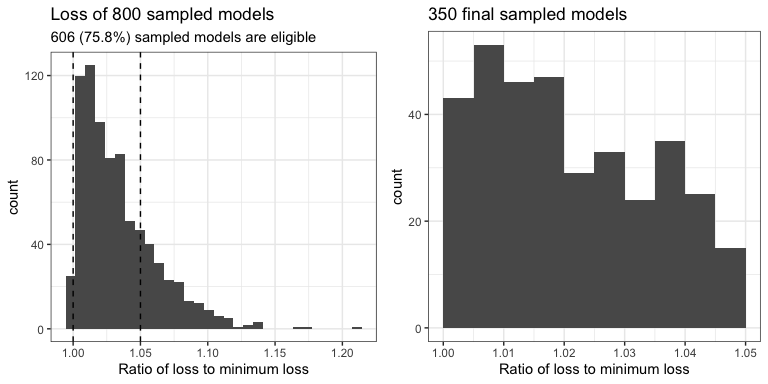 Loss of 800 sampled models
606 (75.8%) sampled models are eligible
count
120
80
40
0
1.00
1.05
1.10
1.15
1.20
Ratio of loss to minimum loss
350 final sampled models
count
40
20
0
1.00
1.01
1.02
1.03
1.04
1.05
Ratio of loss to minimum loss